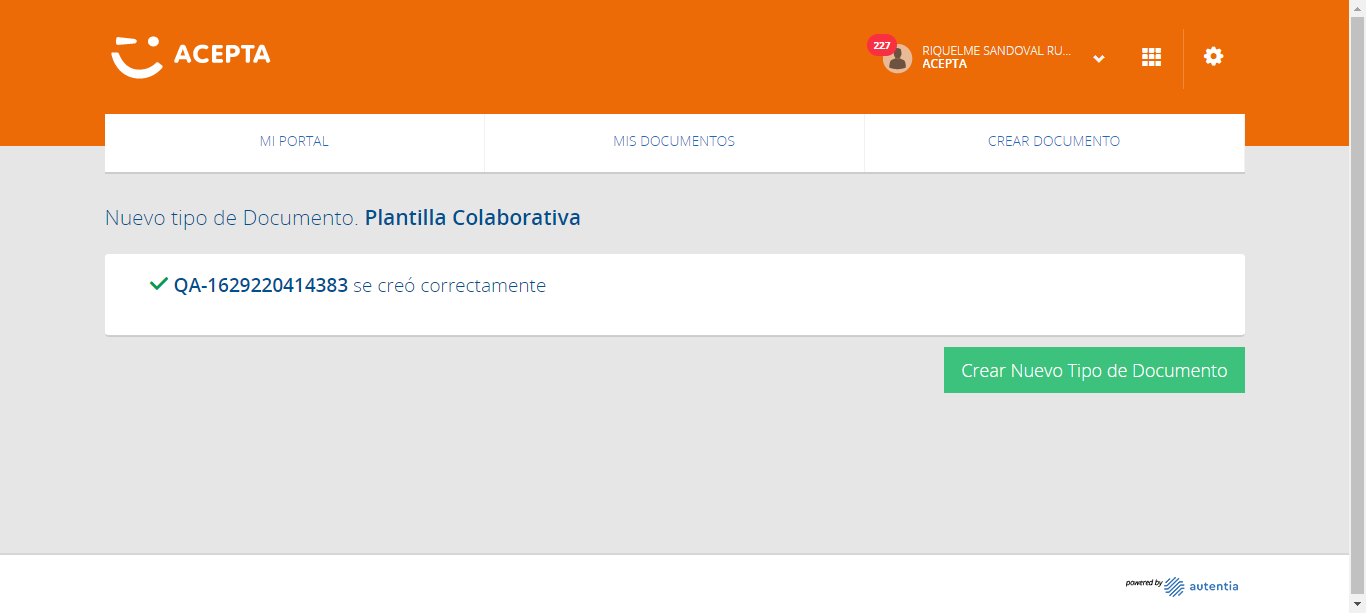 ACEPTA
227
RIQUELME SANDOVAL RU...
ACEPTA
MI PORTAL
MIS DOCUMENTOS
CREAR DOCUMENTO
Nuevo tipo de Documento. Plantilla Colaborativa
QA-1629220414383 se creó correctamente
Crear Nuevo Tipo de Documento
powered by autentia